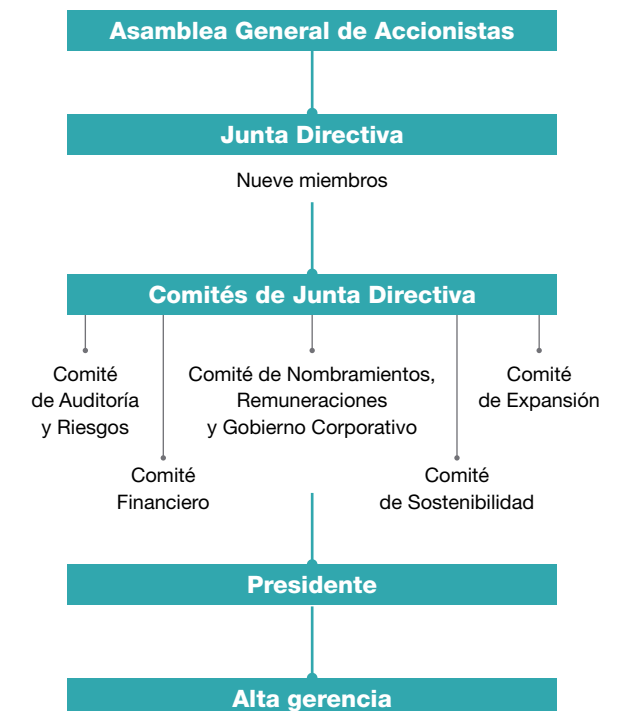 Asamblea General de Accionistas
Junta Directiva
Nueve miembros
Comités de Junta Directiva
Comité
de Auditoría
y Riesgos
Comité
Financiero
Comité de Nombramientos,
Remuneraciones
y Gobierno Corporativo
Comité
de Sostenibilidad
Comité
de Expansión
Presidente
Alta gerencia